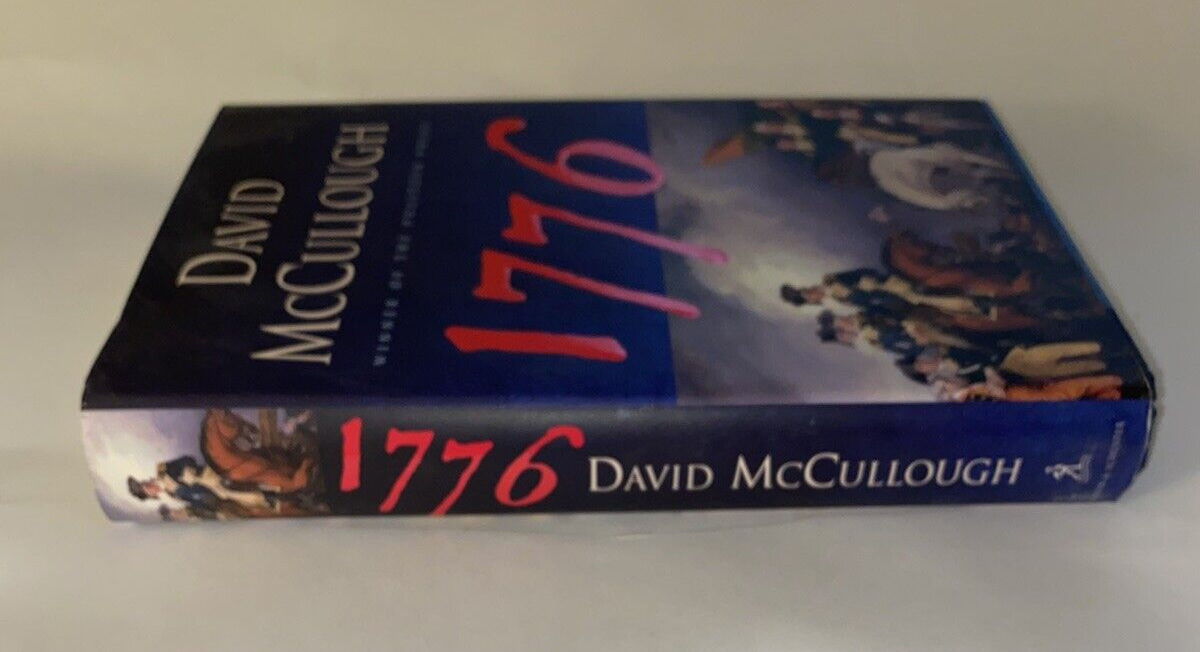 DAVID
MCCULLOUGH
WINNER OF THE PULITZER PRIZE
1776
1776 DAVID MCCULLOUGH